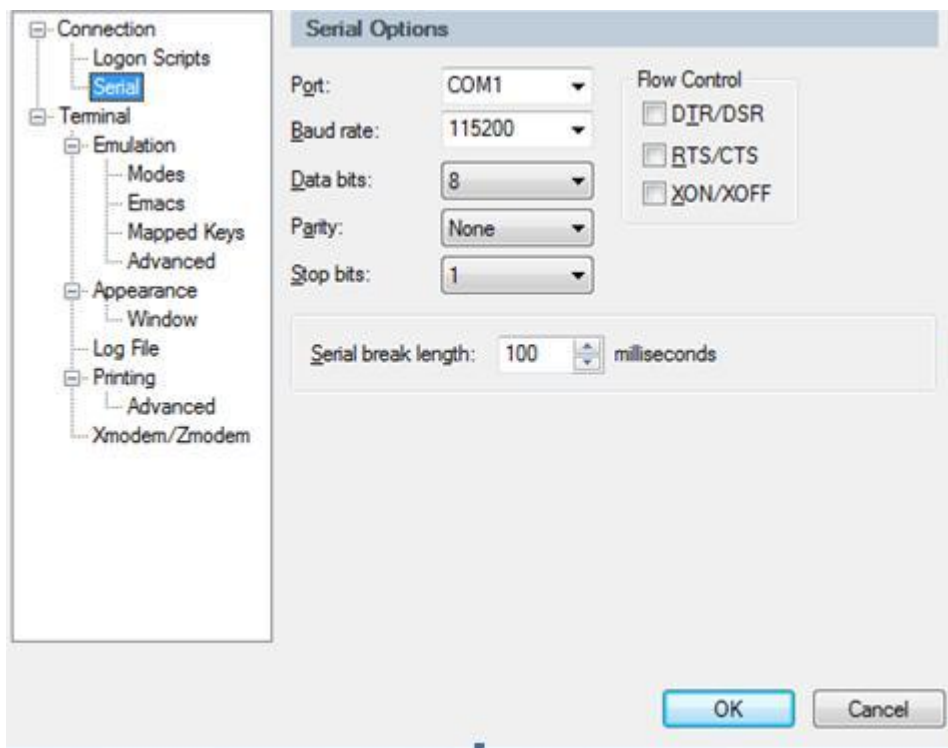 Connection
Logon Scripts
Serial
Terminal
Emulation
Modes
Emacs
Mapped Keys
Advanced
Appearance
Window
Log File
Printing
Advanced
Xmodem/Zmodem
Serial Options
Port: COM1
Baud rate: 115200
Data bits: 8
Parity: None
Stop bits: 1
Flow Control
DTR/DSR
RTS/CTS
XON/XOFF
Serial break length: 100 milliseconds
OK Cancel